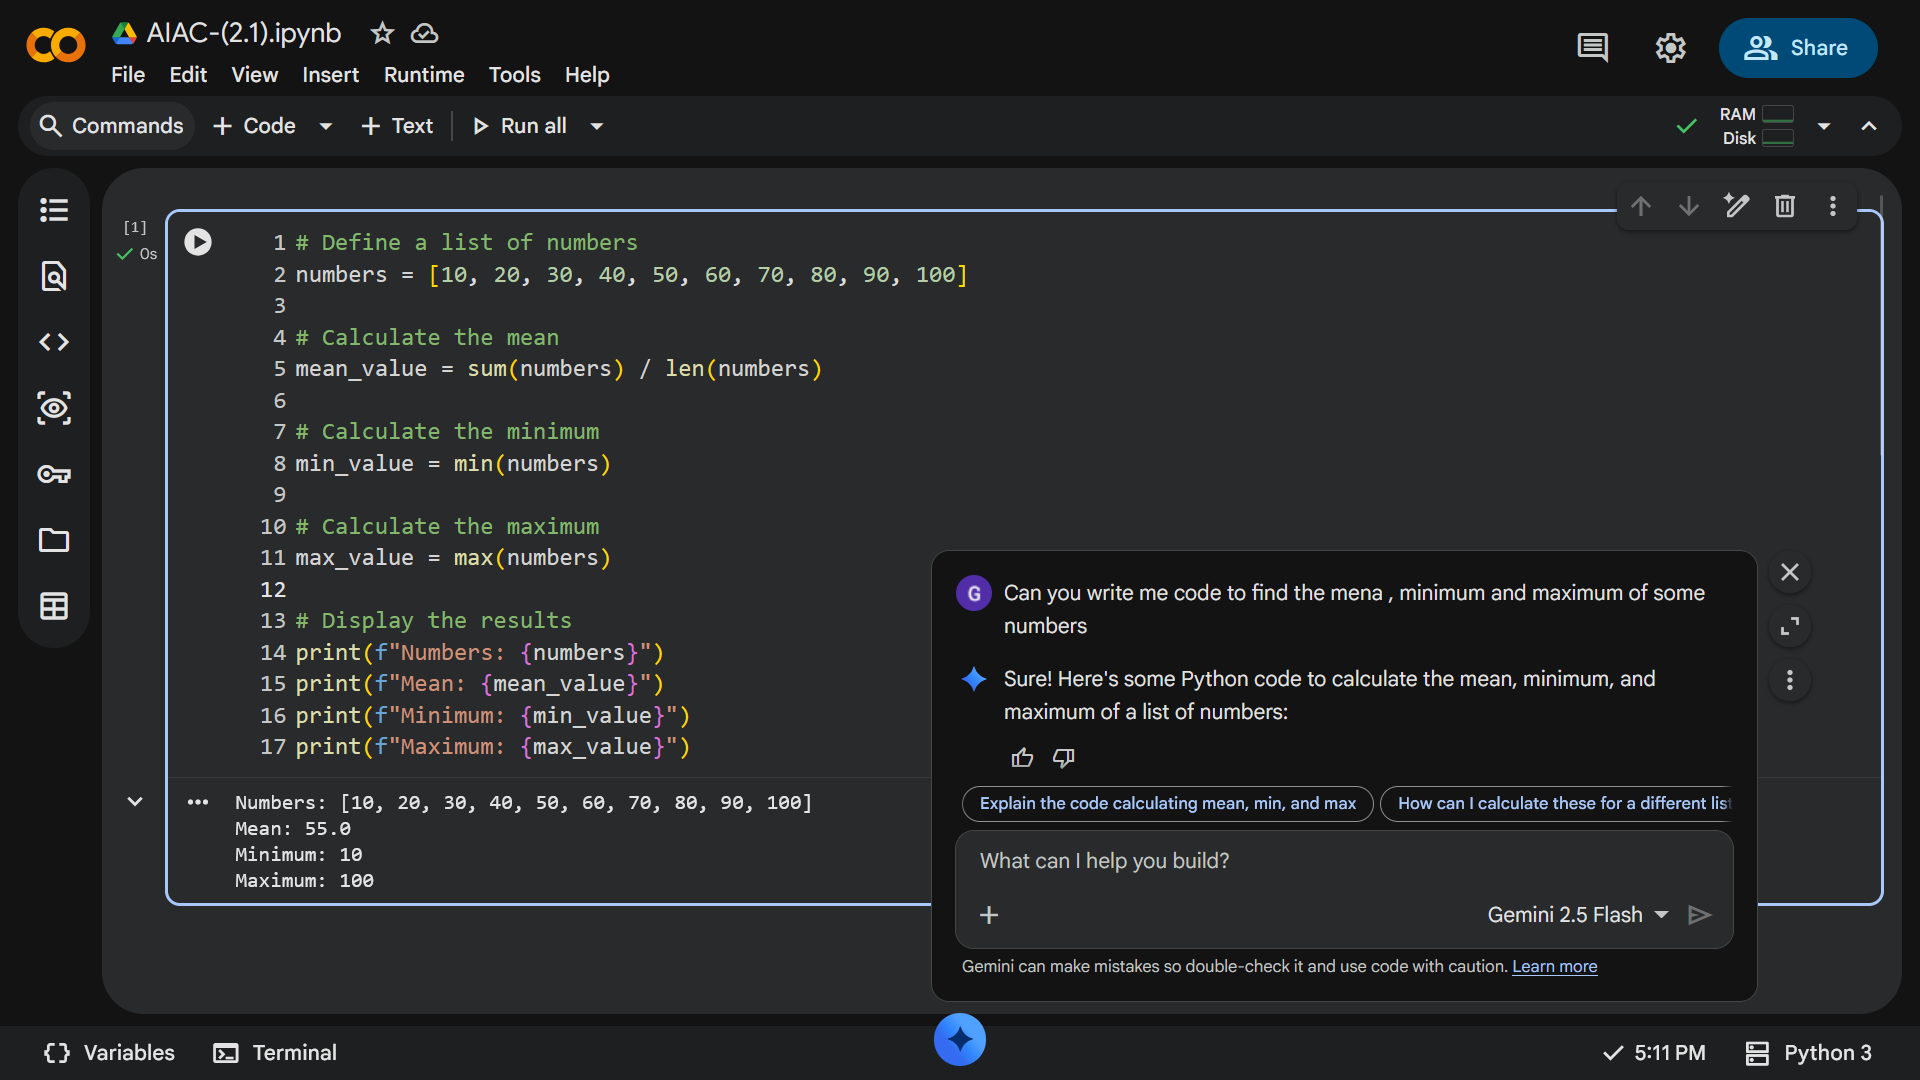 AIAC-(2.1).ipynb
File Edit View Insert Runtime Tools Help
Share
Commands
Code
Text
Run all
RAM
Disk
[1]
0s
1 # Define a list of numbers
2 numbers = [10, 20, 30, 40, 50, 60, 70, 80, 90, 100]
3
4 # Calculate the mean
5 mean_value = sum(numbers) / len(numbers)
6
7 # Calculate the minimum
8 min_value = min(numbers)
9
10 # Calculate the maximum
11 max_value = max(numbers)
12
13 # Display the results
14 print(f"Numbers: {numbers}")
15 print(f"Mean: {mean_value}")
16 print(f"Minimum: {min_value}")
17 print(f"Maximum: {max_value}")
Numbers: [10, 20, 30, 40, 50, 60, 70, 80, 90, 100]
Mean: 55.0
Minimum: 10
Maximum: 100
G
Can you write me code to find the mena , minimum and maximum of some
numbers
Sure! Here's some Python code to calculate the mean, minimum, and
maximum of a list of numbers:
Explain the code calculating mean, min, and max
How can I calculate these for a different list
What can I help you build?
Gemini 2.5 Flash
Gemini can make mistakes so double-check it and use code with caution. Learn more
Variables
Terminal
5:11 PM
Python 3